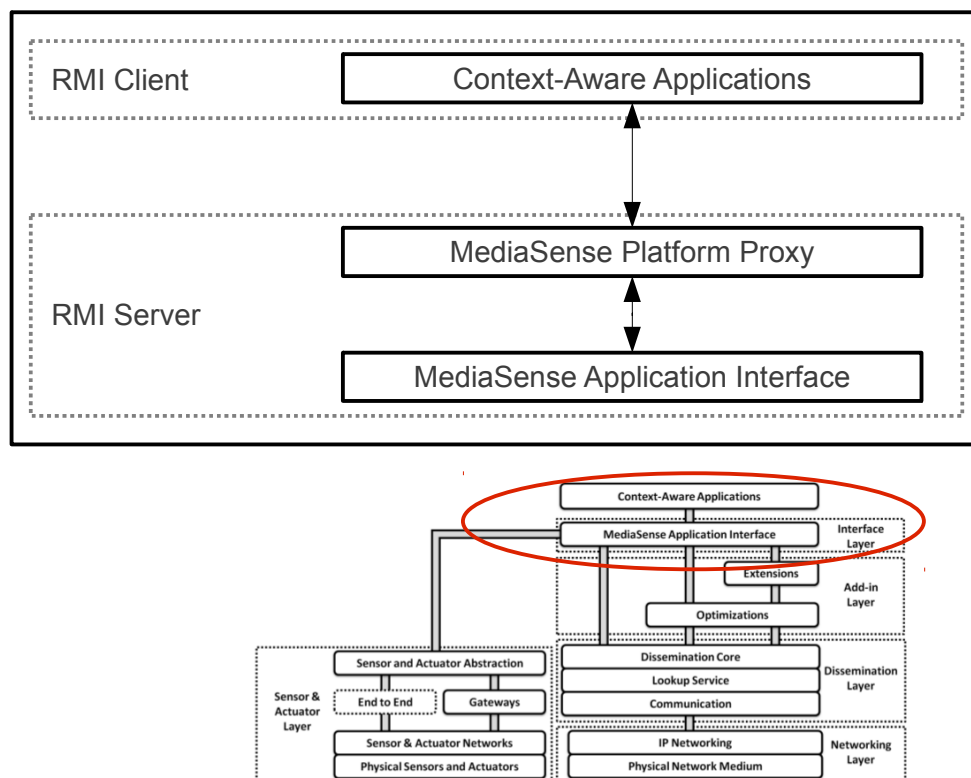 RMI Client
Context-Aware Applications
MediaSense Platform Proxy
RMI Server
MediaSense Application Interface
Context-Aware Applications
MediaSense Application Interface
Interface
Layer
Extensions
Add-in
Layer
Optimizations
Sensor and Actuator Abstraction
Dissemination Core
Dissemination
Layer
Lookup Service
Sensor &
Actuator
Layer
End to End
Gateways
Communication
Sensor & Actuator Networks
IP Networking
Networking
Layer
Physical Sensors and Actuators
Physical Network Medium